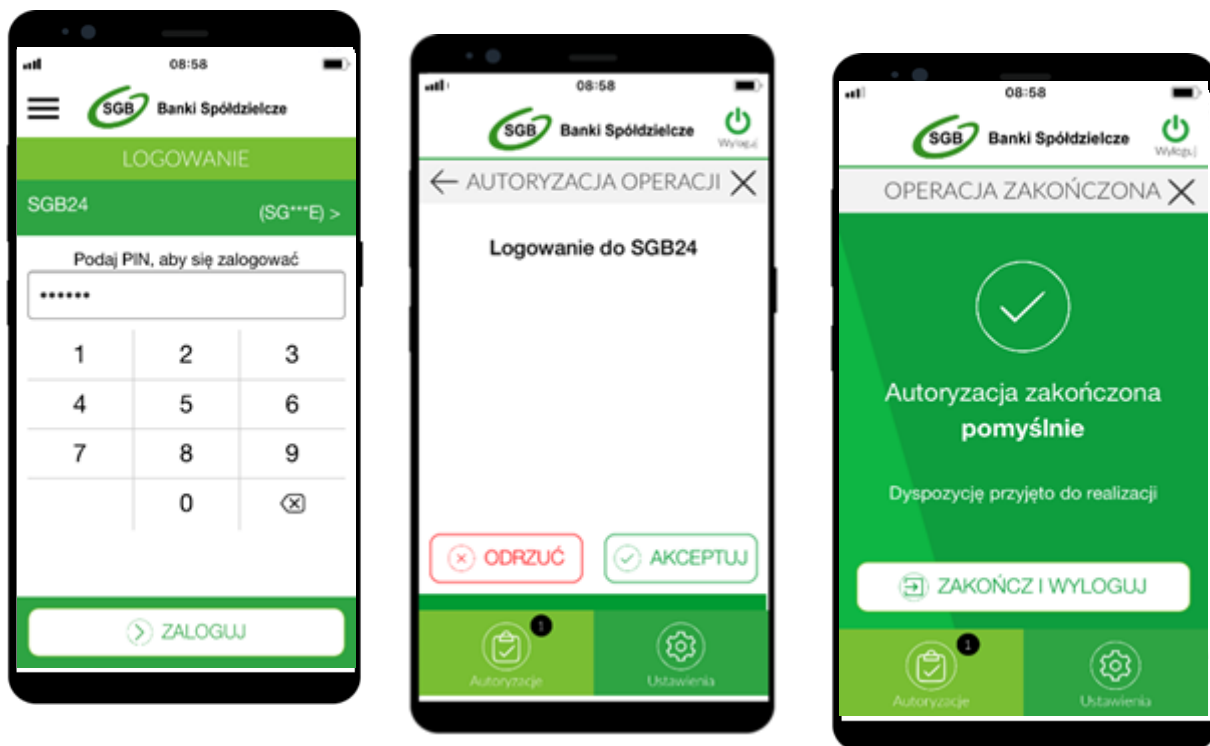 08:58
SGB Banki Spółdzielcze
LOGOWANIE
SGB24 (SG***E) >
Podaj PIN, aby się zalogować
••••••
1 2 3
4 5 6
7 8 9
0
ZALOGUJ
08:58
SGB Banki Spółdzielcze
Wyloguj
AUTORYZACJA OPERACJI
Logowanie do SGB24
ODRZUĆ AKCEPTUJ
1
Autoryzacje Ustawienia
08:58
SGB Banki Spółdzielcze
Wyloguj
OPERACJA ZAKOŃCZONA
Autoryzacja zakończona
pomyślnie
Dyspozycję przyjęto do realizacji
ZAKOŃCZ I WYLOGUJ
1
Autoryzacje Ustawienia